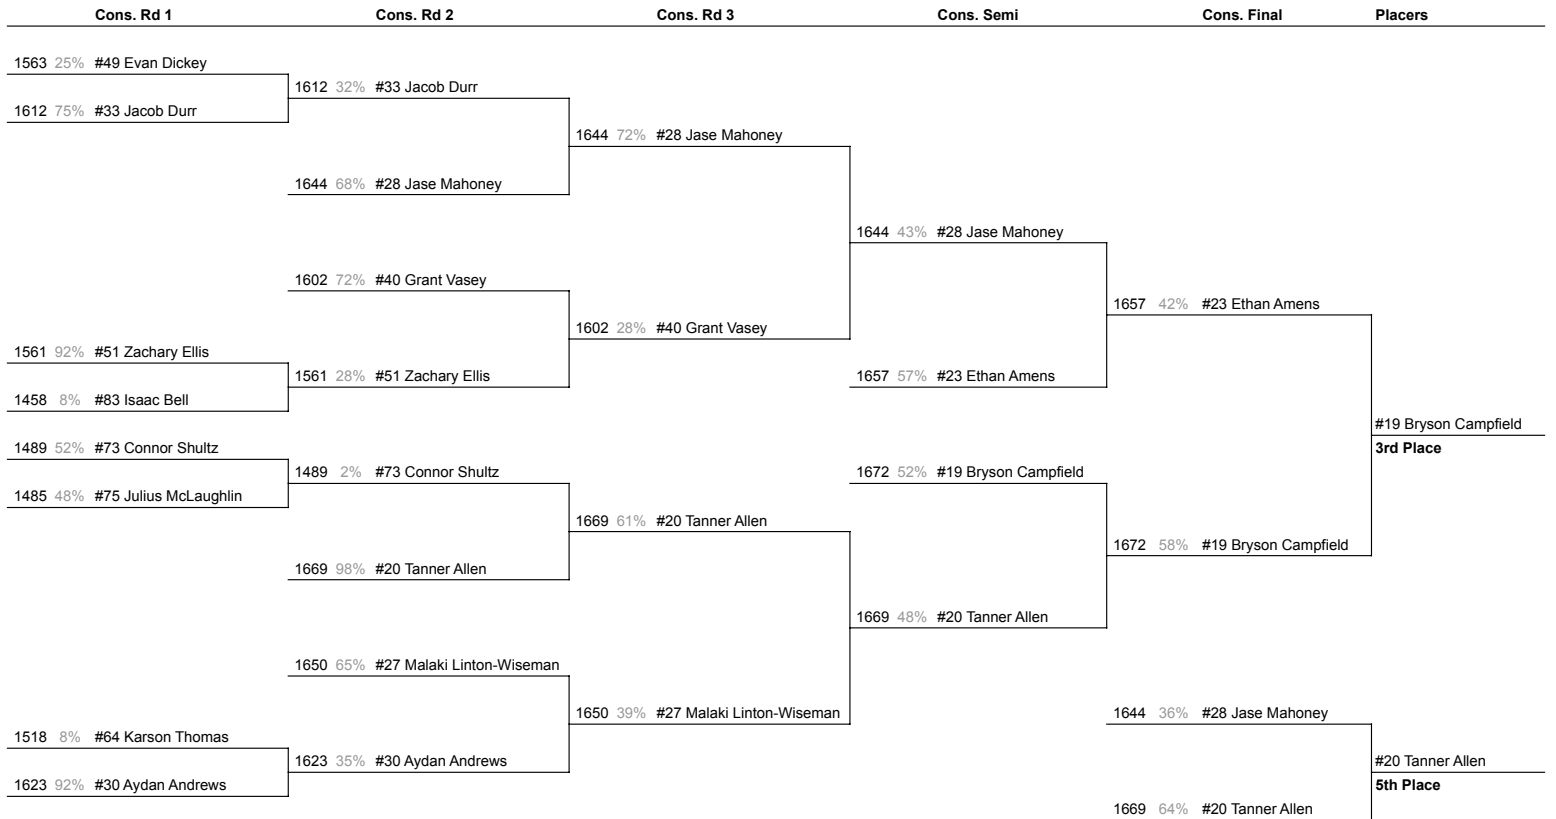 Cons. Rd 1 Cons. Rd 2 Cons. Rd 3 Cons. Semi Cons. Final Placers
1563 25% #49 Evan Dickey
1612 32% #33 Jacob Durr
1612 75% #33 Jacob Durr
1644 72% #28 Jase Mahoney
1644 68% #28 Jase Mahoney
1644 43% #28 Jase Mahoney
1602 72% #40 Grant Vasey
1657 42% #23 Ethan Amens
1602 28% #40 Grant Vasey
1561 92% #51 Zachary Ellis
1561 28% #51 Zachary Ellis
1657 57% #23 Ethan Amens
1458 8% #83 Isaac Bell
#19 Bryson Campfield
1489 52% #73 Connor Shultz
3rd Place
1489 2% #73 Connor Shultz
1672 52% #19 Bryson Campfield
1485 48% #75 Julius McLaughlin
1669 61% #20 Tanner Allen
1672 58% #19 Bryson Campfield
1669 98% #20 Tanner Allen
1669 48% #20 Tanner Allen
1650 65% #27 Malaki Linton-Wiseman
1650 39% #27 Malaki Linton-Wiseman
1644 36% #28 Jase Mahoney
1518 8% #64 Karson Thomas
1623 35% #30 Aydan Andrews
#20 Tanner Allen
1623 92% #30 Aydan Andrews
5th Place
1669 64% #20 Tanner Allen